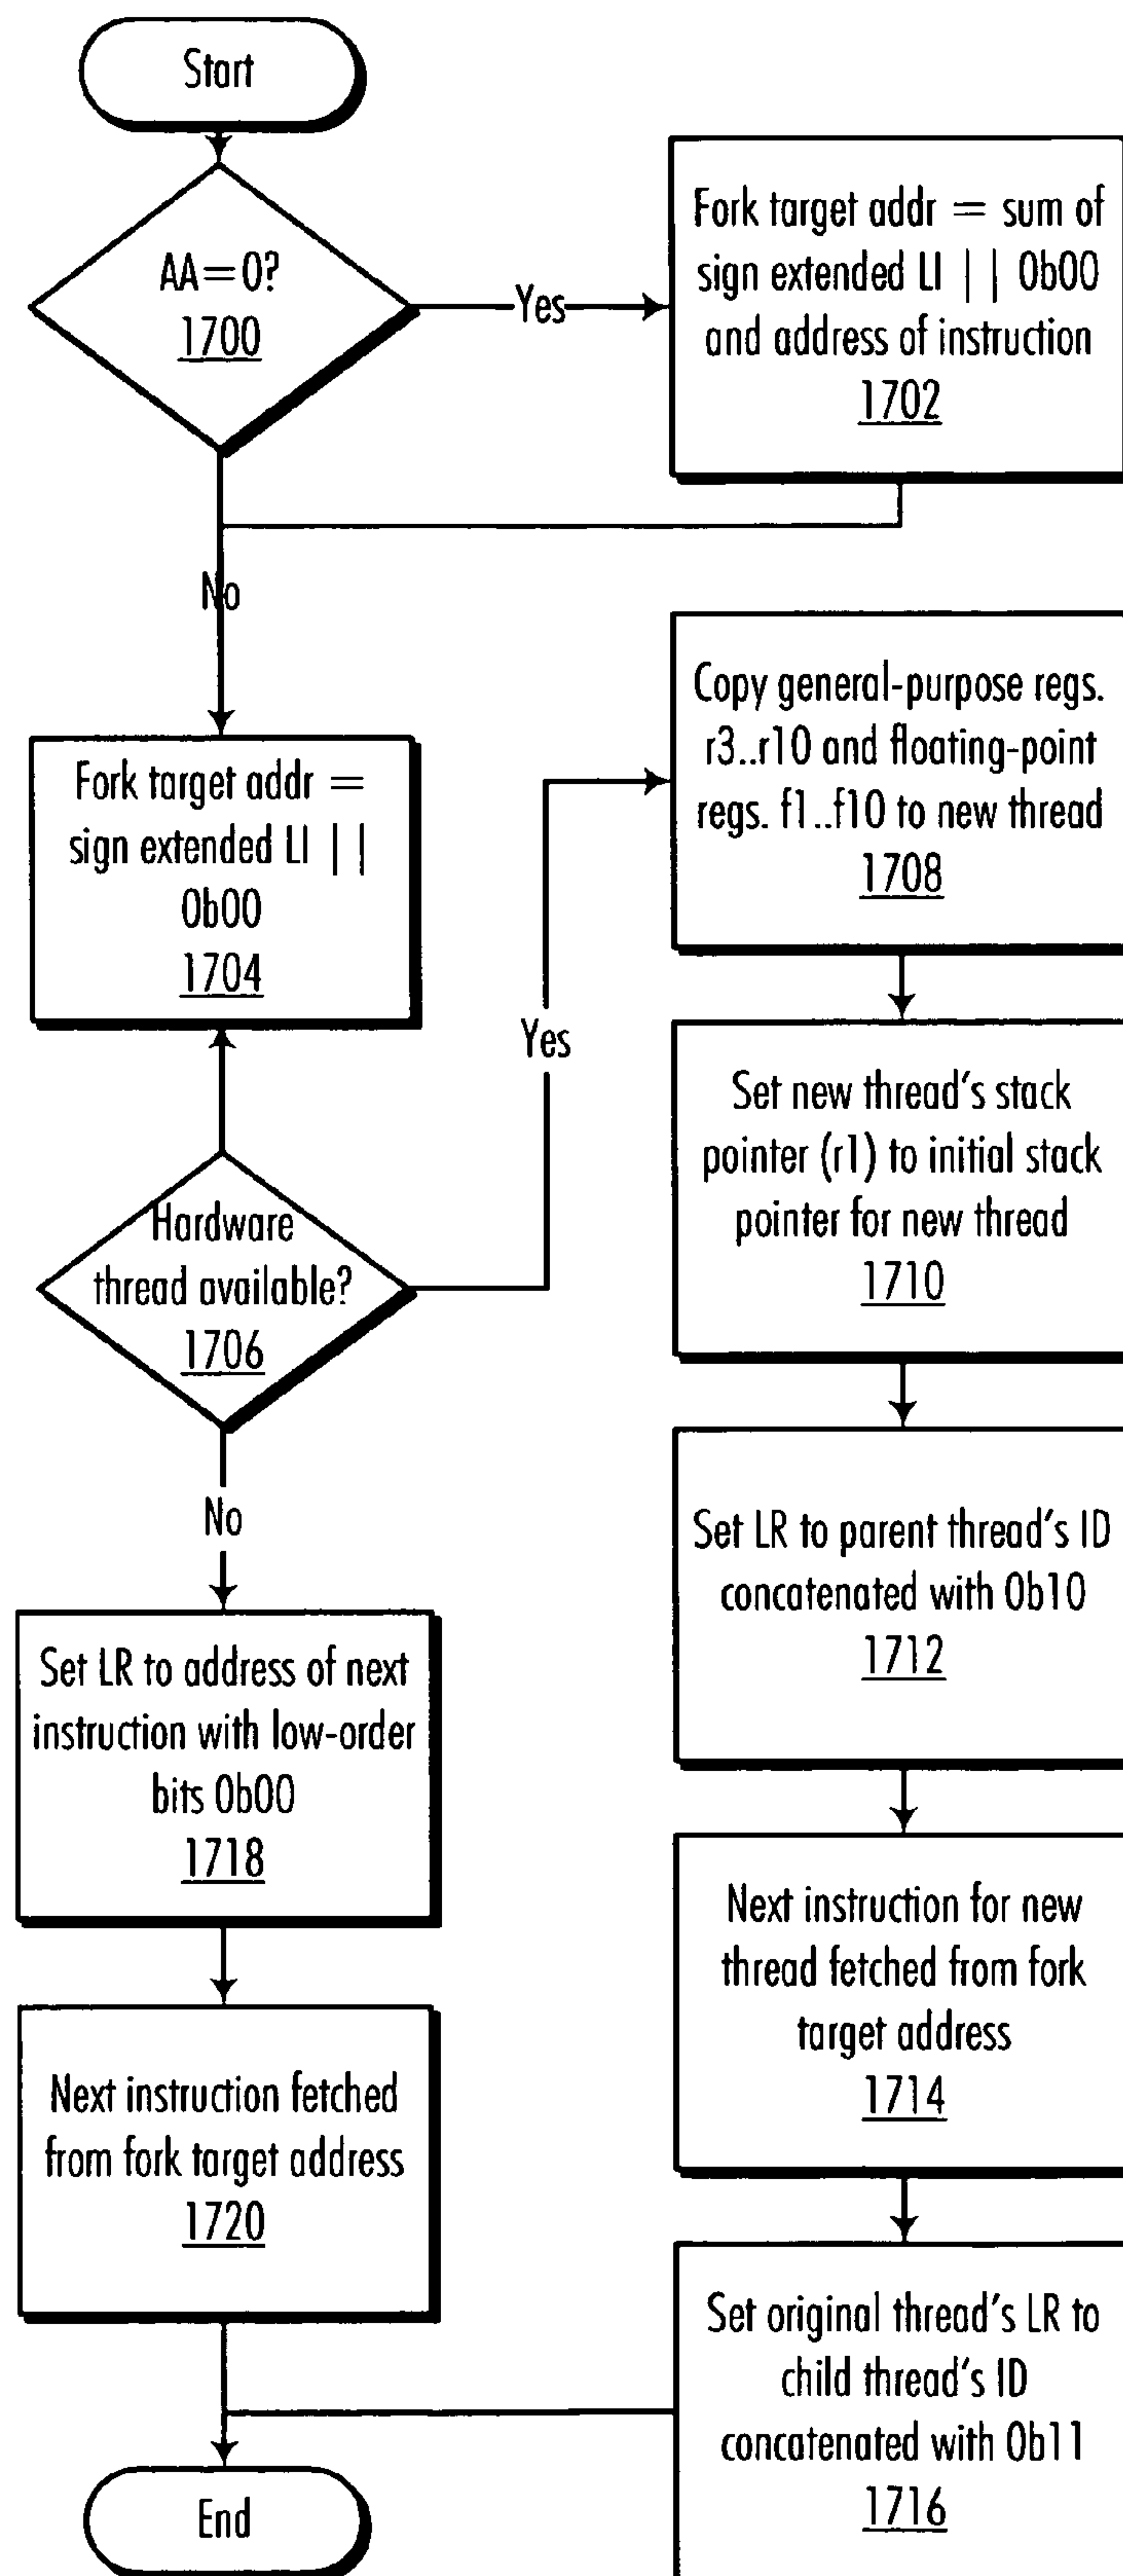 Start
AA=0?
1700
Yes
Fork target addr = sum of
sign extended LI || 0b00
and address of instruction
1702
No
Fork target addr =
sign extended LI ||
0b00
1704
Hardware
thread available?
1706
Yes
Copy general-purpose regs.
r3..r10 and floating-point
regs. f1..f10 to new thread
1708
Set new thread's stack
pointer (r1) to initial stack
pointer for new thread
1710
Set LR to parent thread's ID
concatenated with 0b10
1712
Next instruction for new
thread fetched from fork
target address
1714
Set original thread's LR to
child thread's ID
concatenated with 0b11
1716
No
Set LR to address of next
instruction with low-order
bits 0b00
1718
Next instruction fetched
from fork target address
1720
End